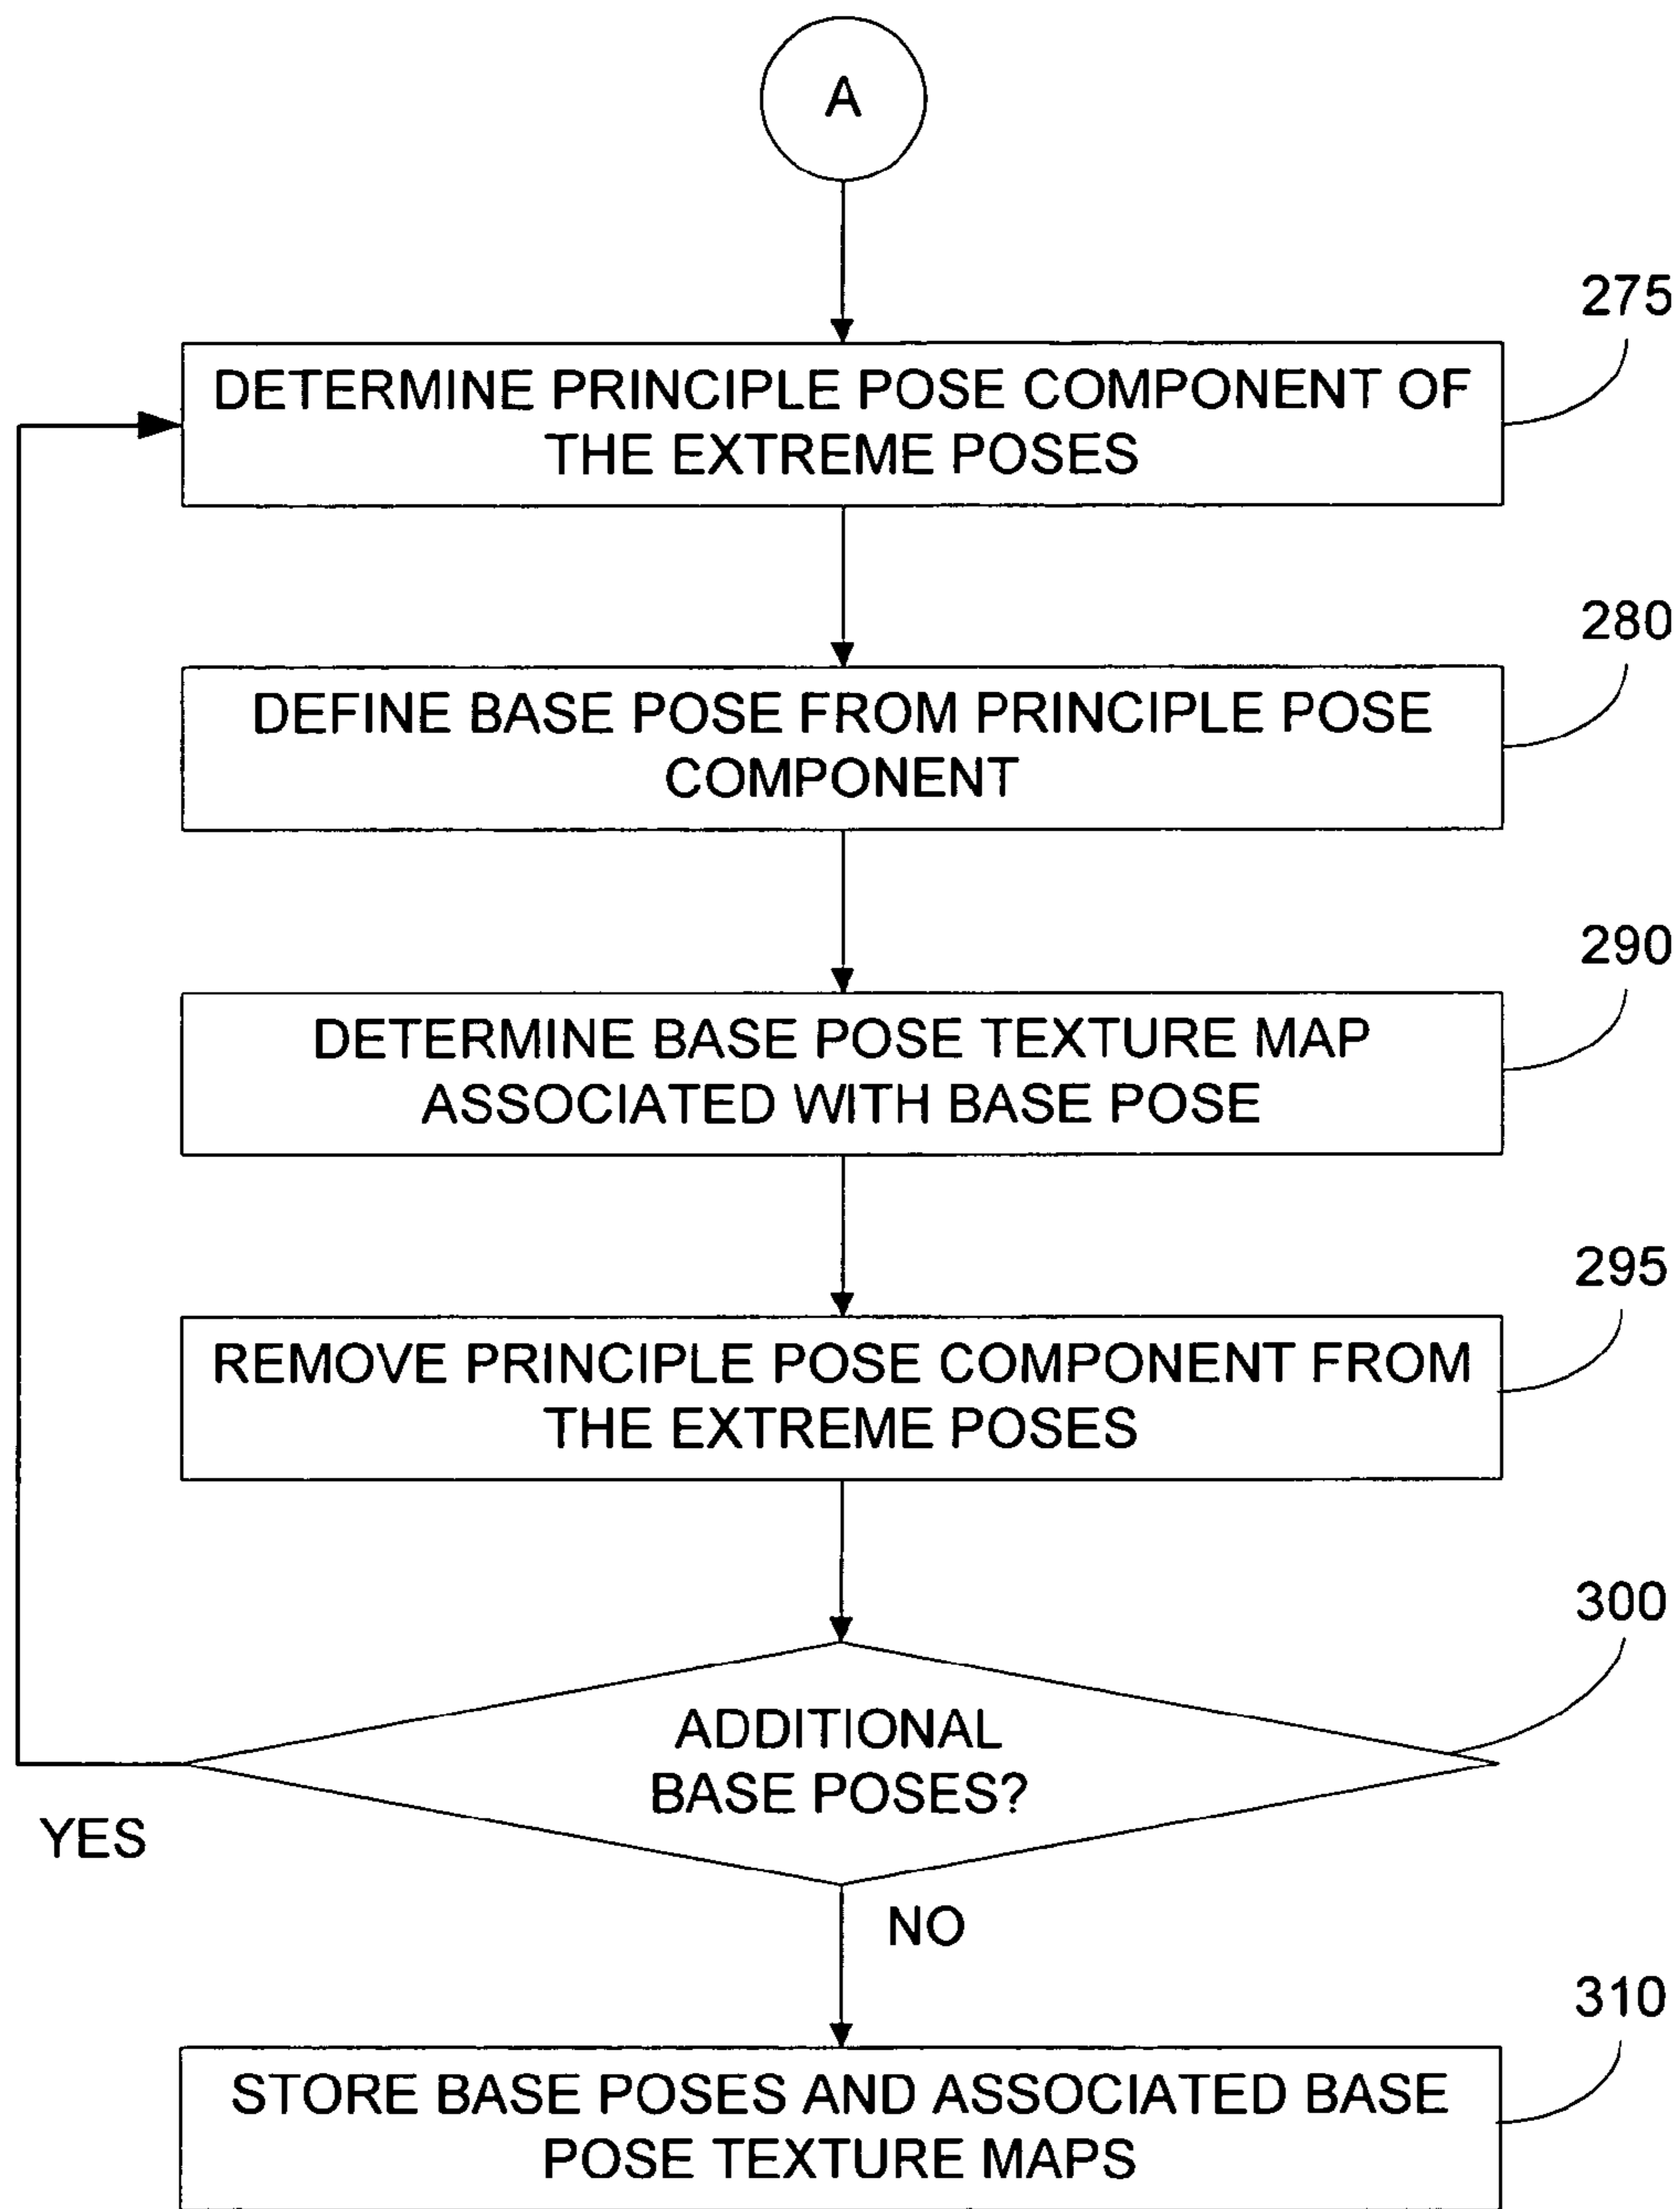 A
275
DETERMINE PRINCIPLE POSE COMPONENT OF
THE EXTREME POSES
280
DEFINE BASE POSE FROM PRINCIPLE POSE
COMPONENT
290
DETERMINE BASE POSE TEXTURE MAP
ASSOCIATED WITH BASE POSE
295
REMOVE PRINCIPLE POSE COMPONENT FROM
THE EXTREME POSES
300
ADDITIONAL
BASE POSES?
YES
NO
310
STORE BASE POSES AND ASSOCIATED BASE
POSE TEXTURE MAPS